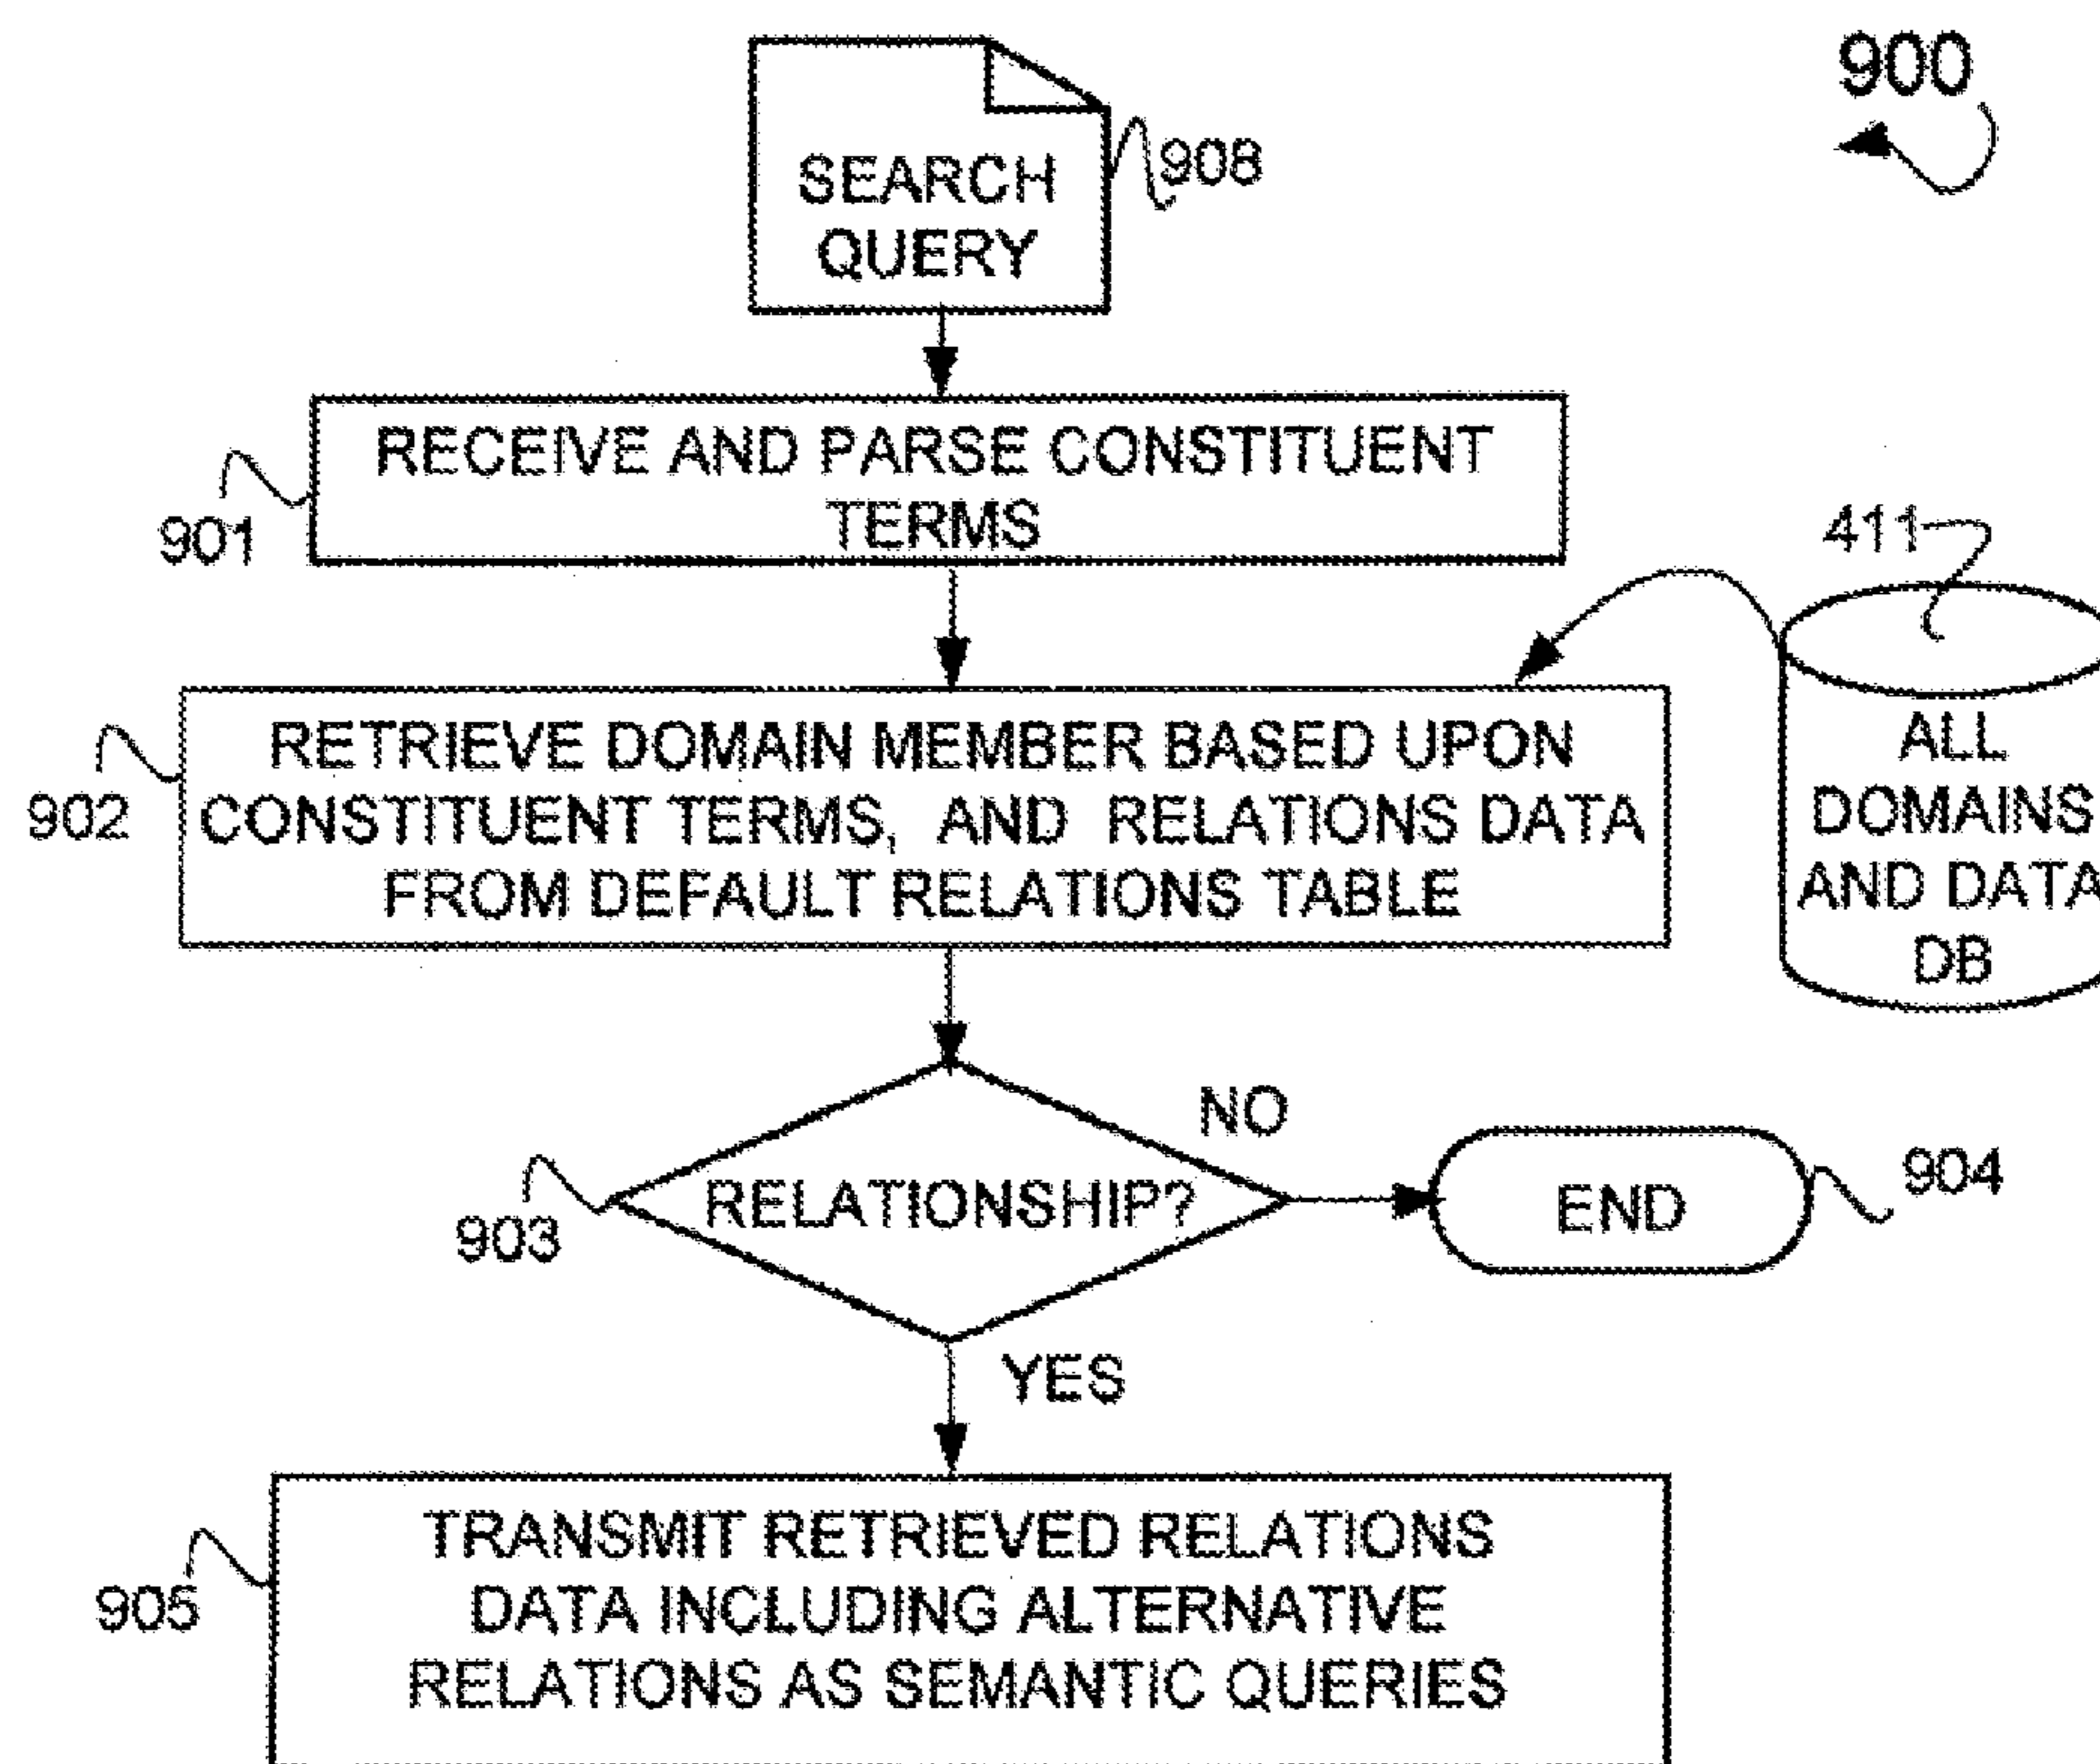 900
SEARCH
QUERY
908
RECEIVE AND PARSE CONSTITUENT
TERMS
901
411
RETRIEVE DOMAIN MEMBER BASED UPON
CONSTITUENT TERMS, AND RELATIONS DATA
FROM DEFAULT RELATIONS TABLE
902
ALL
DOMAINS
AND DATA
DB
RELATIONSHIP?
903
NO
END
904
YES
TRANSMIT RETRIEVED RELATIONS
DATA INCLUDING ALTERNATIVE
RELATIONS AS SEMANTIC QUERIES
905